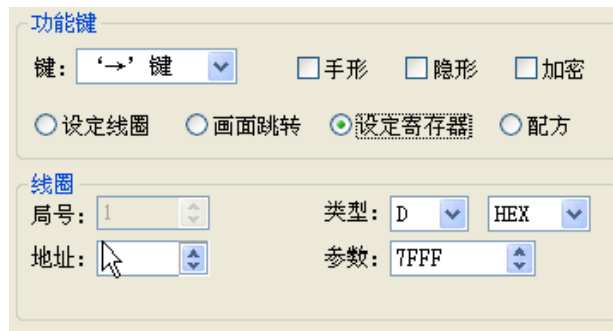 功能键
键: '→' 键 手形 隐形 加密
设定线圈 画面跳转 设定寄存器 配方
线圈
局号: 1 类型: D HEX
地址: 参数: 7FFF